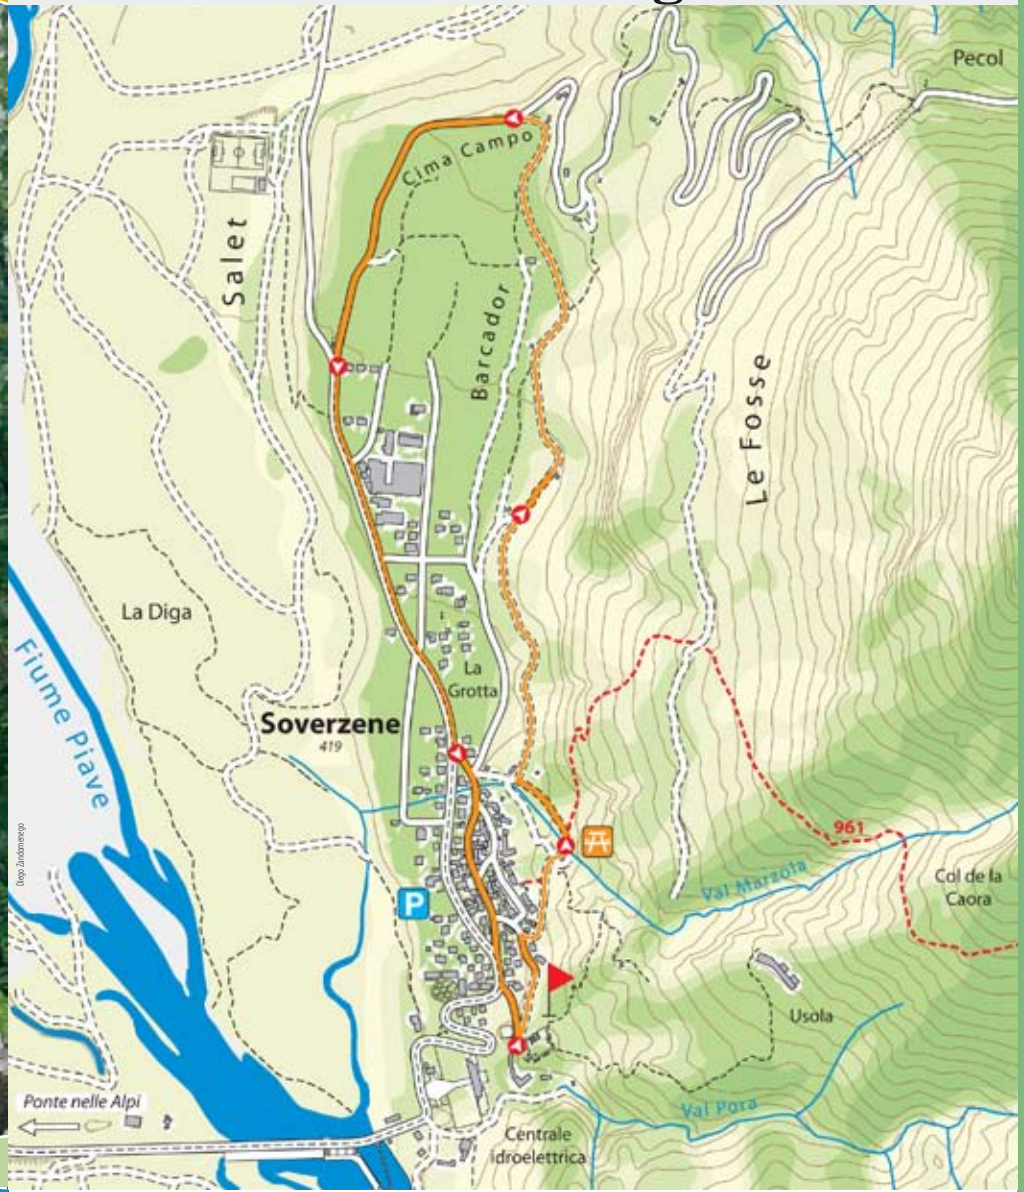 Pecol
Cima Campo
Salet
Barcador
Le Fosse
La Diga
Fiume Piave
La
Grotta
Soverzene
419
961
Val Marzola
Col de la
Caora
Diego Zandomenego
P
Usola
Ponte nelle Alpi
Val Pora
Centrale
idroelettrica